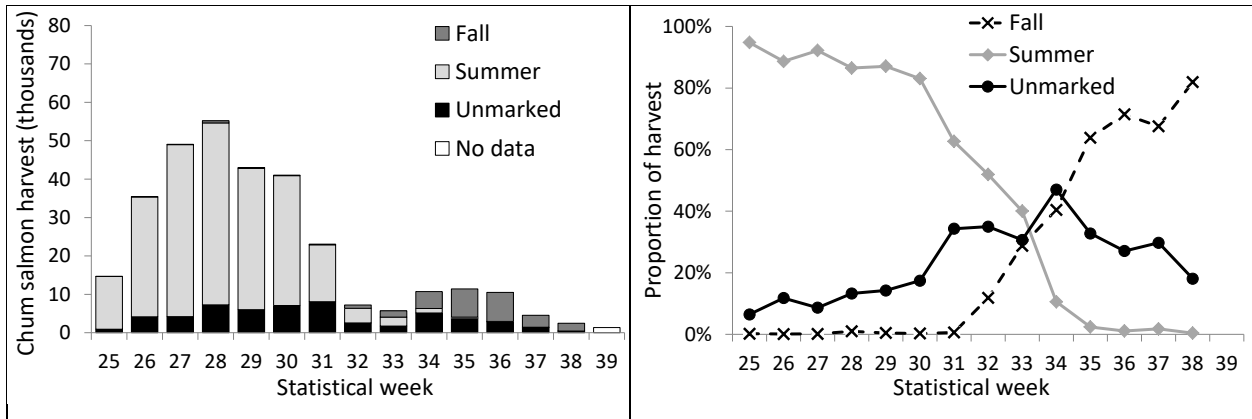 Chum salmon harvest (thousands)
80
70
60
50
40
30
20
10
0
Fall
Summer
Unmarked
No data
25 26 27 28 29 30 31 32 33 34 35 36 37 38 39
Statistical week
Proportion of harvest
100%
80%
60%
40%
20%
0%
Fall
Summer
Unmarked
25 26 27 28 29 30 31 32 33 34 35 36 37 38 39
Statistical week